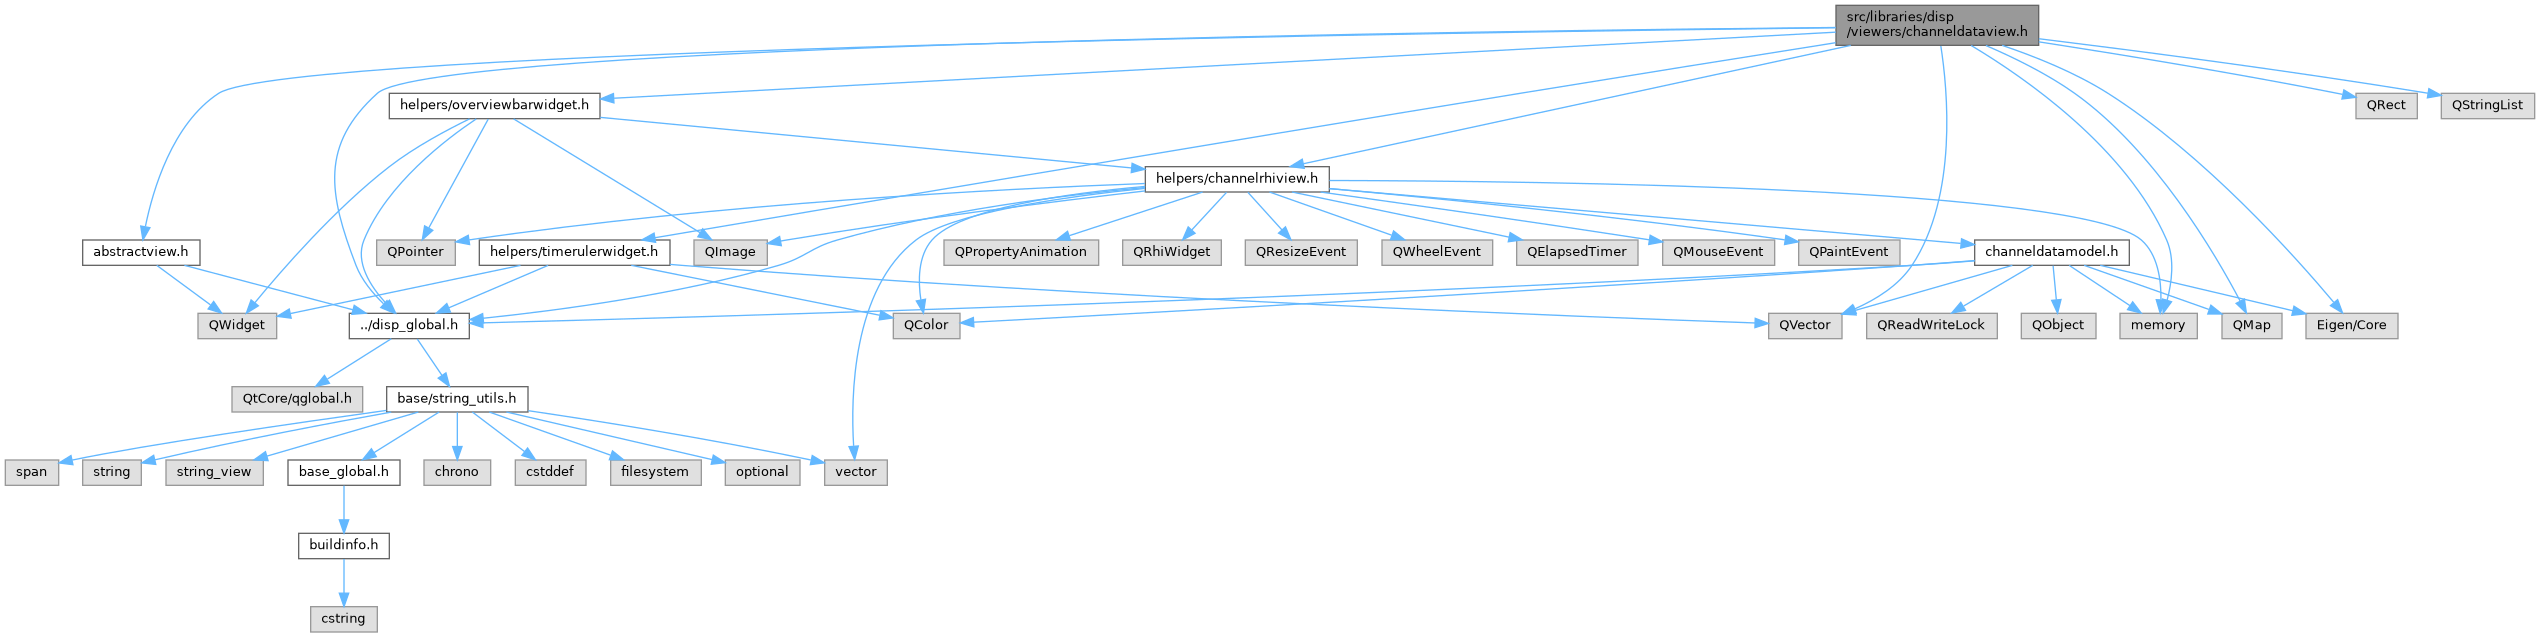 src/libraries/disp
/viewers/channeldataview.h
helpers/overviewbarwidget.h
QRect
QStringList
helpers/channelrhiview.h
abstractview.h
QPointer
helpers/timerulerwidget.h
QImage
QPropertyAnimation
QRhiWidget
QResizeEvent
QWheelEvent
QElapsedTimer
QMouseEvent
QPaintEvent
channeldatamodel.h
QWidget
../disp_global.h
QColor
QVector
QReadWriteLock
QObject
memory
QMap
Eigen/Core
QtCore/qglobal.h
base/string_utils.h
span
string
string_view
base_global.h
chrono
cstddef
filesystem
optional
vector
buildinfo.h
cstring